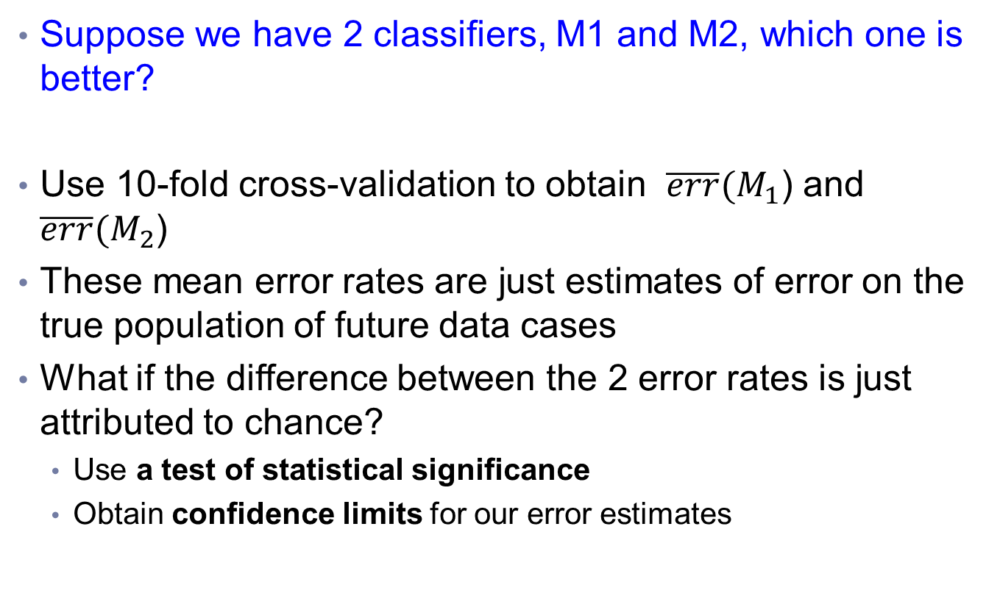 • Suppose we have 2 classifiers, M1 and M2, which one is
better?
• Use 10-fold cross-validation to obtain $\overline{err}(M_1)$ and
$\overline{err}(M_2)$
• These mean error rates are just estimates of error on the
true population of future data cases
• What if the difference between the 2 error rates is just
attributed to chance?
• Use a test of statistical significance
• Obtain confidence limits for our error estimates